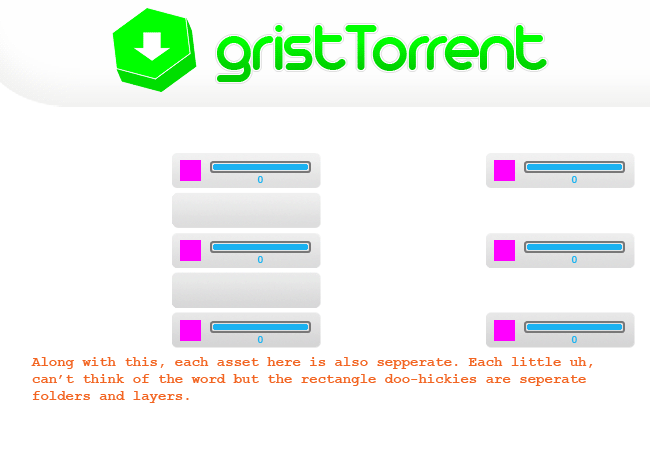 gristTorrent
0 0
0 0
0 0
Along with this, each asset here is also sepperate. Each little uh,
can't think of the word but the rectangle doo-hickies are seperate
folders and layers.